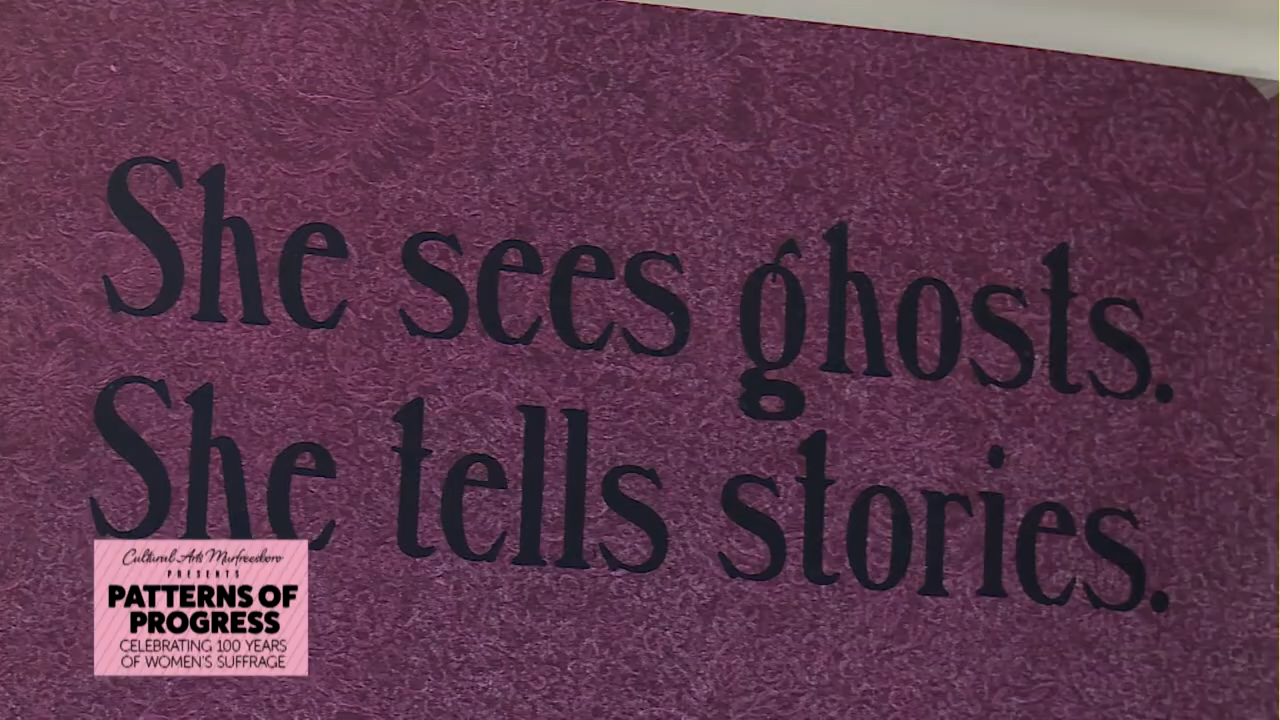 She sees ghosts.
She tells stories.
Cultural Arts Murfreesboro
PRESENTS
PATTERNS OF
PROGRESS
CELEBRATING 100 YEARS
OF WOMEN'S SUFFRAGE